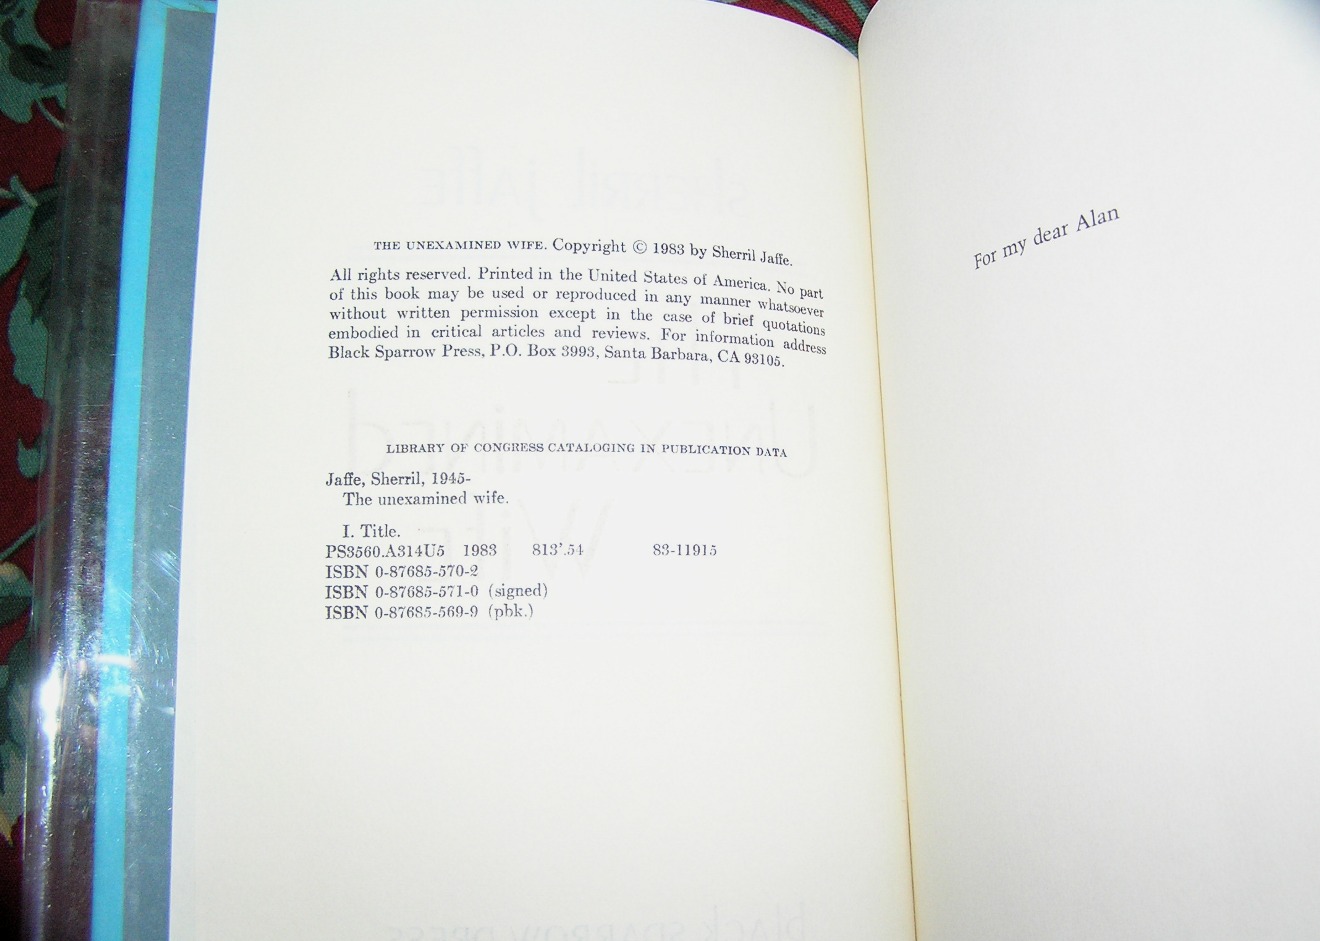 THE UNEXAMINED WIFE. Copyright © 1983 by Sherril Jaffe.
All rights reserved. Printed in the United States of America. No part
of this book may be used or reproduced in any manner whatsoever
without written permission except in the case of brief quotations
embodied in critical articles and reviews. For information address
Black Sparrow Press, P.O. Box 3993, Santa Barbara, CA 93105.
LIBRARY OF CONGRESS CATALOGING IN PUBLICATION DATA
Jaffe, Sherril, 1945-
The unexamined wife.
I. Title.
PS3560.A314U5 1983 813'.54 83-11915
ISBN 0-87685-570-2
ISBN 0-87685-571-0 (signed)
ISBN 0-87685-569-9 (pbk.)
For my dear Alan